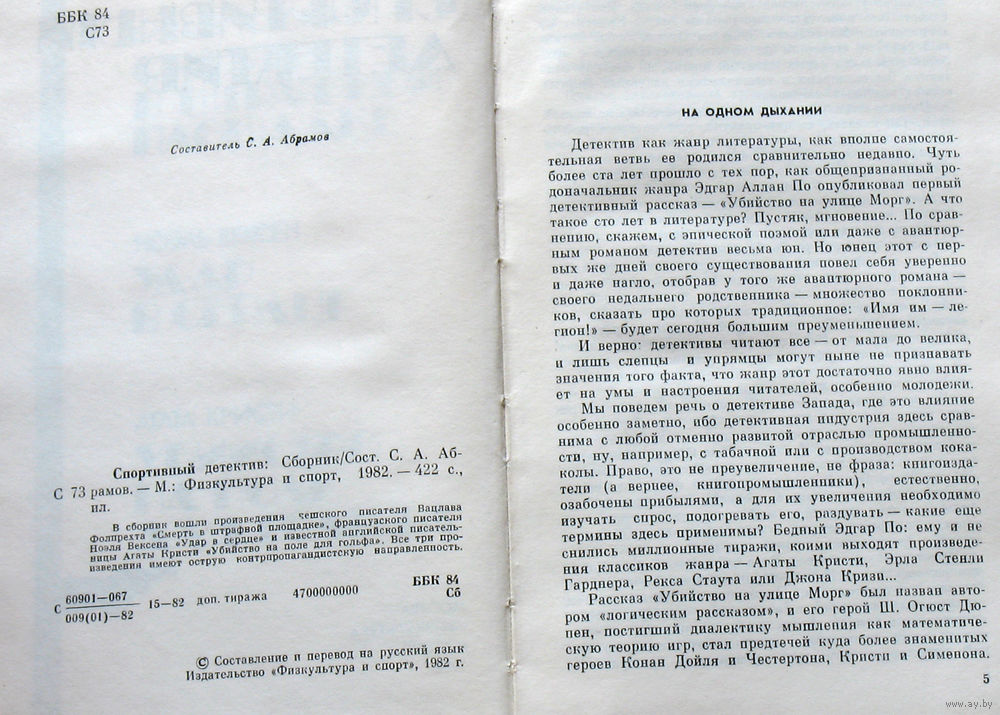 ББК 84
С73
Составитель С. А. Абрамов
Спортивный детектив: Сборник/Сост. С. А. Аб-
С 73 рамов. — М.: Физкультура и спорт, 1982. — 422 с.,
ил.
В сборник вошли произведения чешского писателя Вацлава
Фолпрехта «Смерть в штрафной площадке», французского писателя
Ноэля Вексена «Удар в сердце» и известной английской писатель-
ницы Агаты Кристи «Убийство на поле для гольфа». Все три про-
изведения имеют острую контрпропагандистскую направленность.
С 60901—067
009(01)—82
15—82 доп. тиража 4700000000
ББК 84
Сб
© Составление и перевод на русский язык
Издательство «Физкультура и спорт», 1982 г.
НА ОДНОМ ДЫХАНИИ
Детектив как жанр литературы, как вполне самостоя-
тельная ветвь ее родился сравнительно недавно. Чуть
более ста лет прошло с тех пор, как общепризнанный ро-
доначальник жанра Эдгар Аллан По опубликовал первый
детективный рассказ — «Убийство на улице Морг». А что
такое сто лет в литературе? Пустяк, мгновение... По срав-
нению, скажем, с эпической поэмой или даже с авантюр-
ным романом детектив весьма юн. Но юнец этот с пер-
вых же дней своего существования повел себя уверенно
и даже нагло, отобрав у того же авантюрного романа —
своего недальнего родственника — множество поклонни-
ков, сказать про которых традиционное: «Имя им — ле-
гион!» — будет сегодня большим преуменьшением.
И верно: детективы читают все — от мала до велика,
и лишь слепцы и упрямцы могут ныне не признавать
значения того факта, что жанр этот достаточно явно влия-
ет на умы и настроения читателей, особенно молодежи.
Мы поведем речь о детективе Запада, где это влияние
особенно заметно, ибо детективная индустрия здесь срав-
нима с любой отменно развитой отраслью промышленно-
сти, ну, например, с табачной или с производством кока-
колы. Право, это не преувеличение, не фраза: книгоизда-
тели (а вернее, книгопромышленники), естественно,
озабочены прибылями, а для их увеличения необходимо
изучать спрос, подогревать его, раздувать — какие еще
термины здесь применимы? Бедный Эдгар По: ему и не
снились миллионные тиражи, коими выходят произведе-
ния классиков жанра — Агаты Кристи, Эрла Стенли
Гарднера, Рекса Стаута или Джона Кризи...
Рассказ «Убийство на улице Морг» был назван авто-
ром «логическим рассказом», и его герой Ш. Огюст Дю-
пен, постигший диалектику мышления как математиче-
скую теорию игр, стал предтечей куда более знаменитых
героев Конан Дойля и Честертона, Кристи и Сименона.
5
www.ay.by